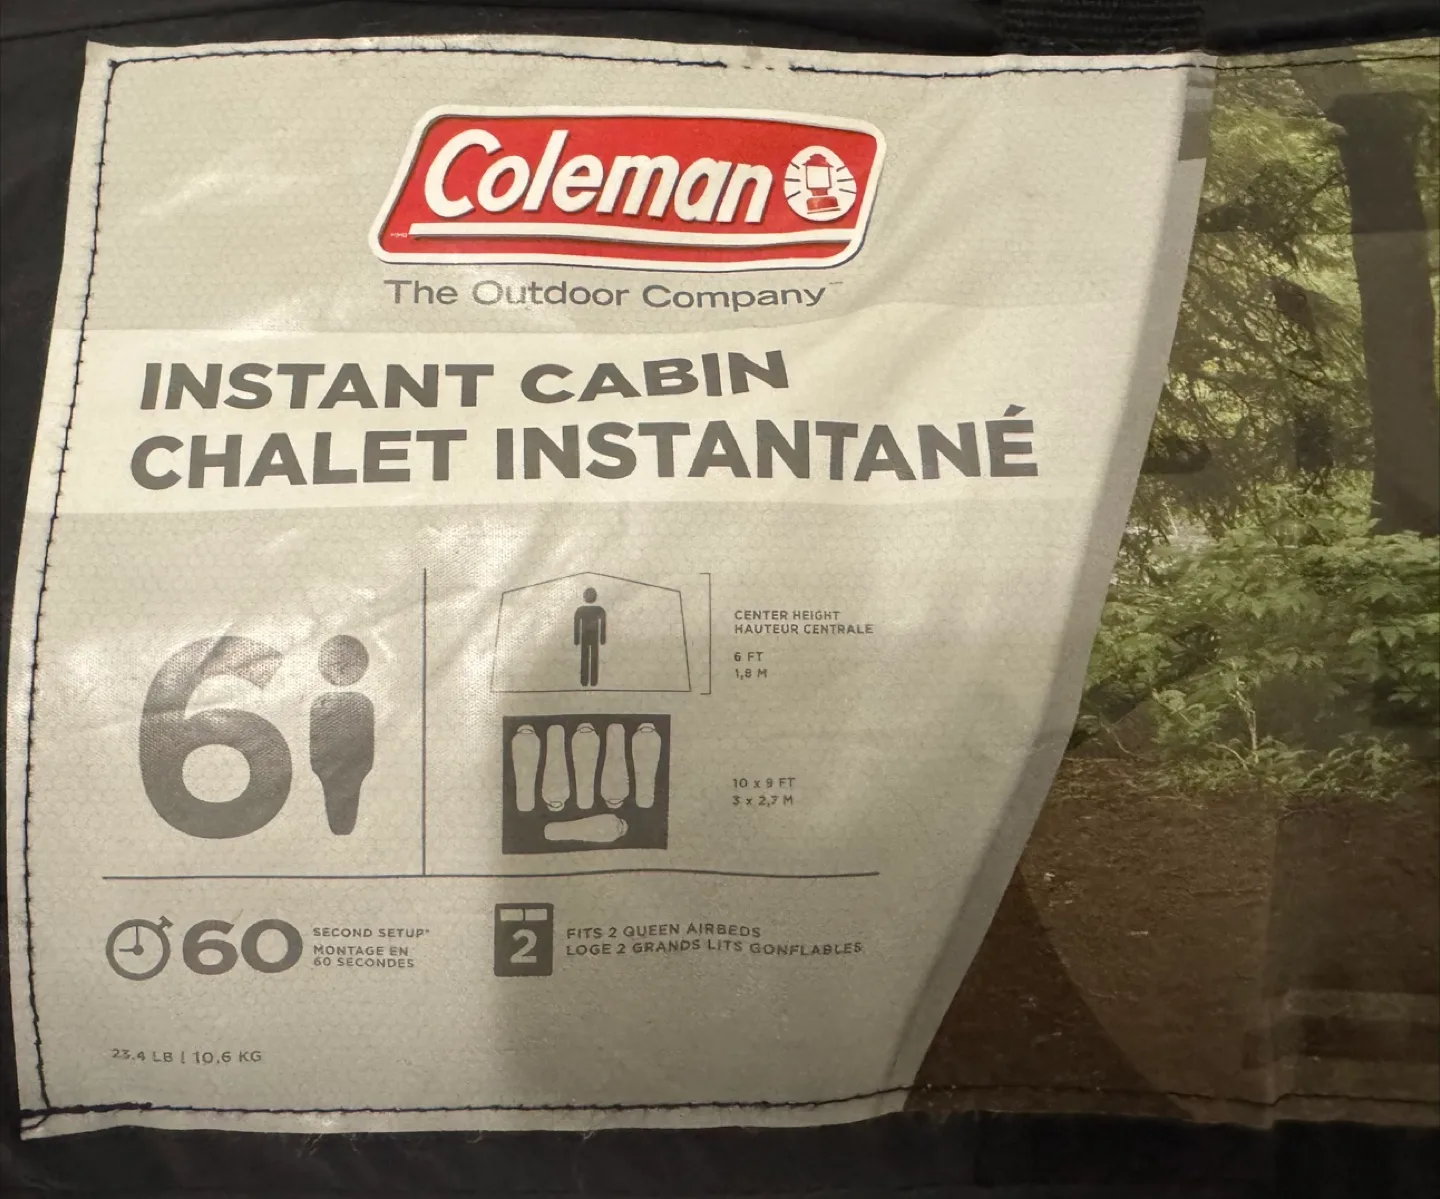 Coleman
The Outdoor Company™
INSTANT CABIN
CHALET INSTANTANÉ
6
CENTER HEIGHT
HAUTEUR CENTRALE
6 FT
1,8 M
10 x 9 FT
3 x 2,7 M
60
SECOND SETUP*
MONTAGE EN
60 SECONDES
2
FITS 2 QUEEN AIRBEDS
LOGE 2 GRANDS LITS GONFLABLES
23.4 LB | 10,6 KG